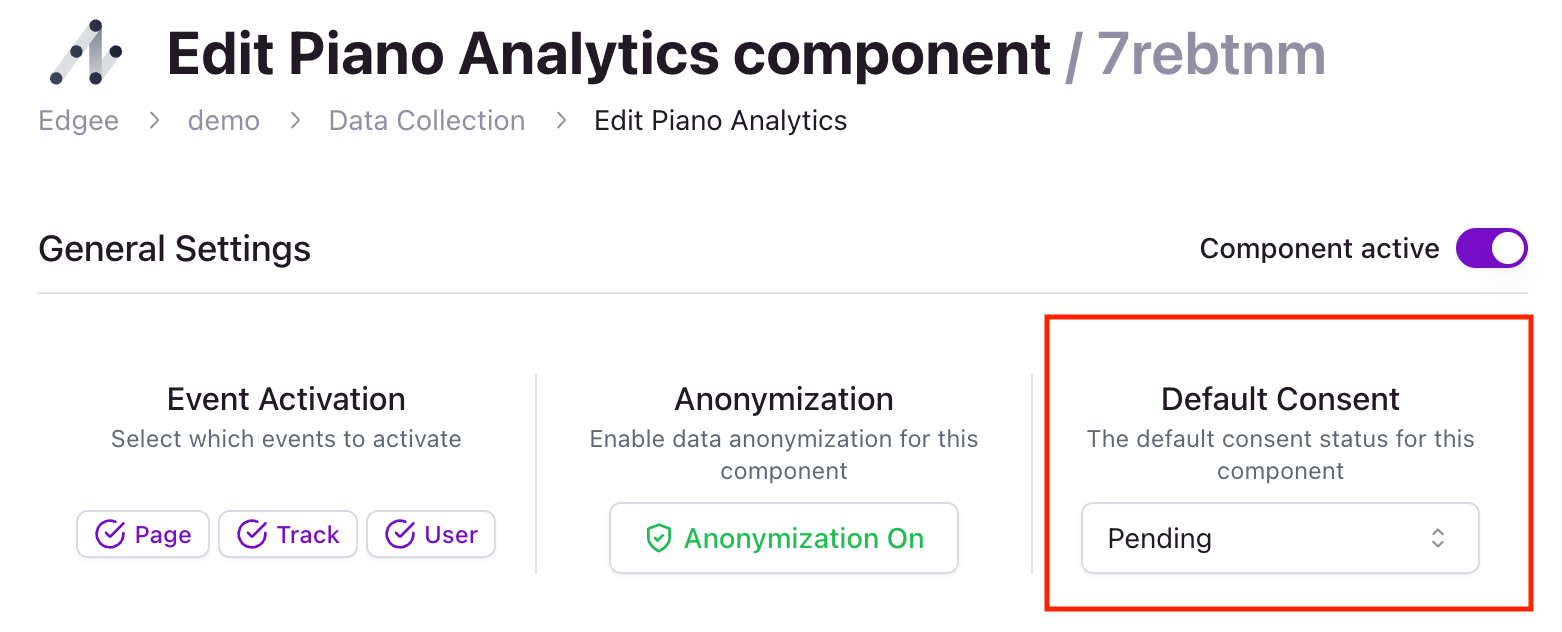 Edit Piano Analytics component / 7rebtnm
Edgee > demo > Data Collection > Edit Piano Analytics
General Settings
Component active
Event Activation
Select which events to activate
Page Track User
Anonymization
Enable data anonymization for this
component
Anonymization On
Default Consent
The default consent status for this
component
Pending